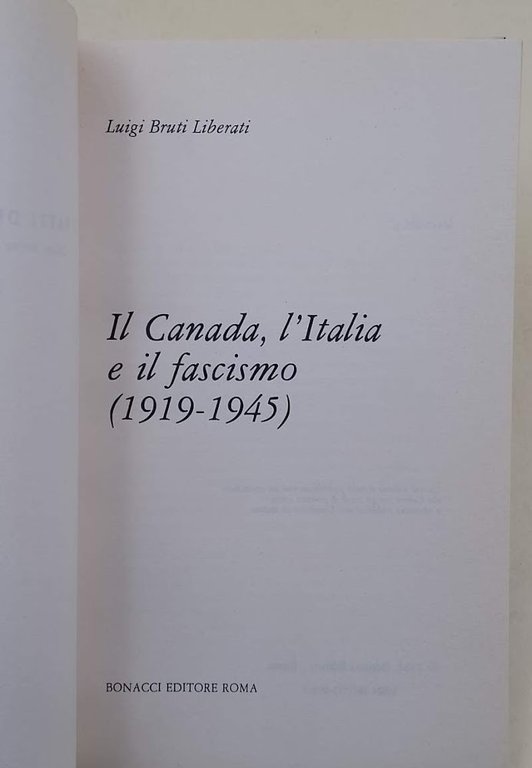 Luigi Bruti Liberati
Il Canada, l'Italia
e il fascismo
(1919-1945)
BONACCI EDITORE ROMA